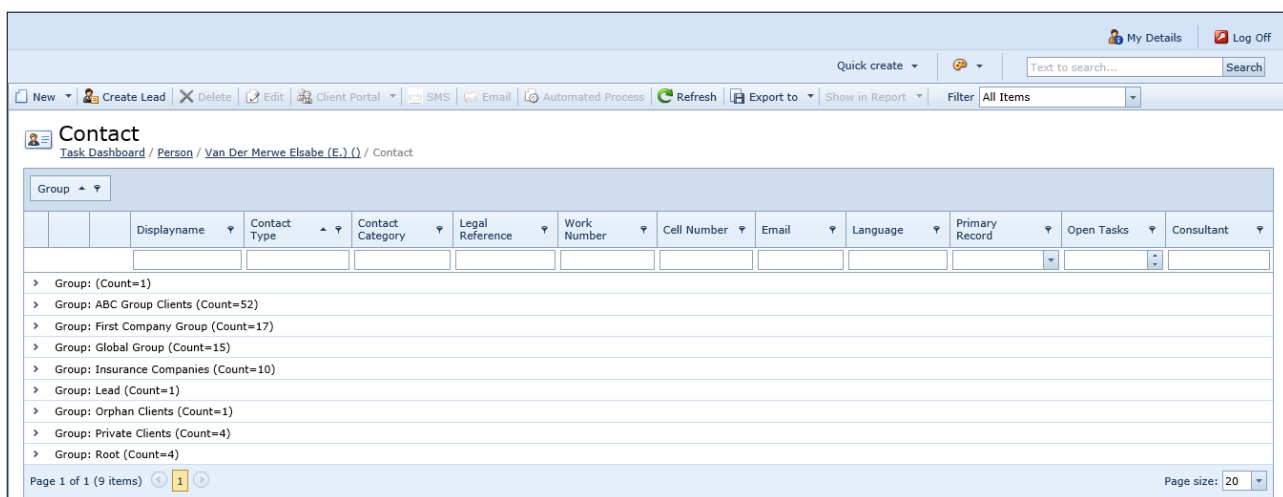 My Details Log Off
Quick create Text to search... Search
New Create Lead Delete Edit Client Portal SMS Email Automated Process Refresh Export to Show in Report Filter All Items
Contact
Task Dashboard / Person / Van Der Merwe Elsabe (E.) () / Contact
Group
Displayname Contact Type Contact Category Legal Reference Work Number Cell Number Email Language Primary Record Open Tasks Consultant
Group: (Count=1)
Group: ABC Group Clients (Count=52)
Group: First Company Group (Count=17)
Group: Global Group (Count=15)
Group: Insurance Companies (Count=10)
Group: Lead (Count=1)
Group: Orphan Clients (Count=1)
Group: Private Clients (Count=4)
Group: Root (Count=4)
Page 1 of 1 (9 items) 1 Page size: 20